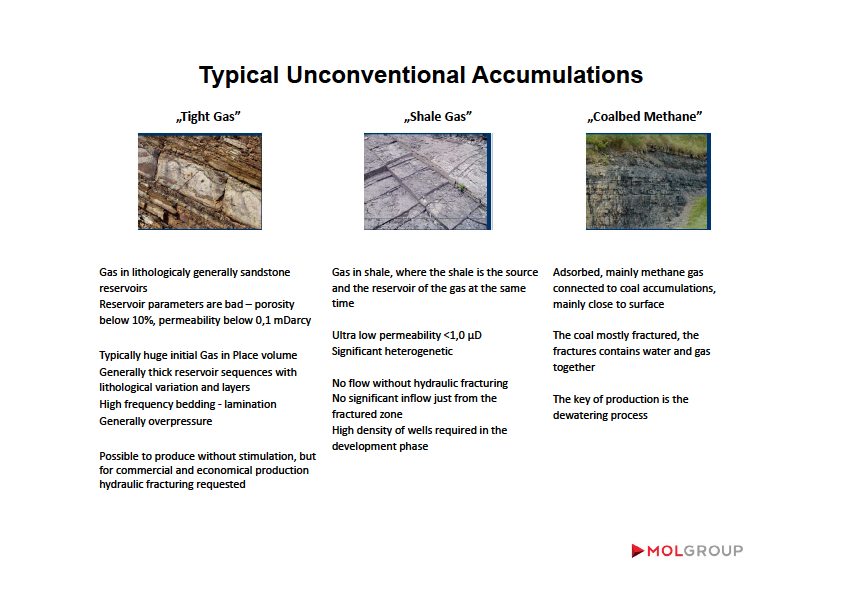 Typical Unconventional Accumulations
„Tight Gas”
„Shale Gas”
„Coalbed Methane”
Gas in lithologicaly generally sandstone
reservoirs
Reservoir parameters are bad – porosity
below 10%, permeability below 0,1 mDarcy
Typically huge initial Gas in Place volume
Generally thick reservoir sequences with
lithological variation and layers
High frequency bedding - lamination
Generally overpressure
Possible to produce without stimulation, but
for commercial and economical production
hydraulic fracturing requested
Gas in shale, where the shale is the source
and the reservoir of the gas at the same
time
Ultra low permeability <1,0 µD
Significant heterogenetic
No flow without hydraulic fracturing
No significant inflow just from the
fractured zone
High density of wells required in the
development phase
Adsorbed, mainly methane gas
connected to coal accumulations,
mainly close to surface
The coal mostly fractured, the
fractures contains water and gas
together
The key of production is the
dewatering process
MOLGROUP